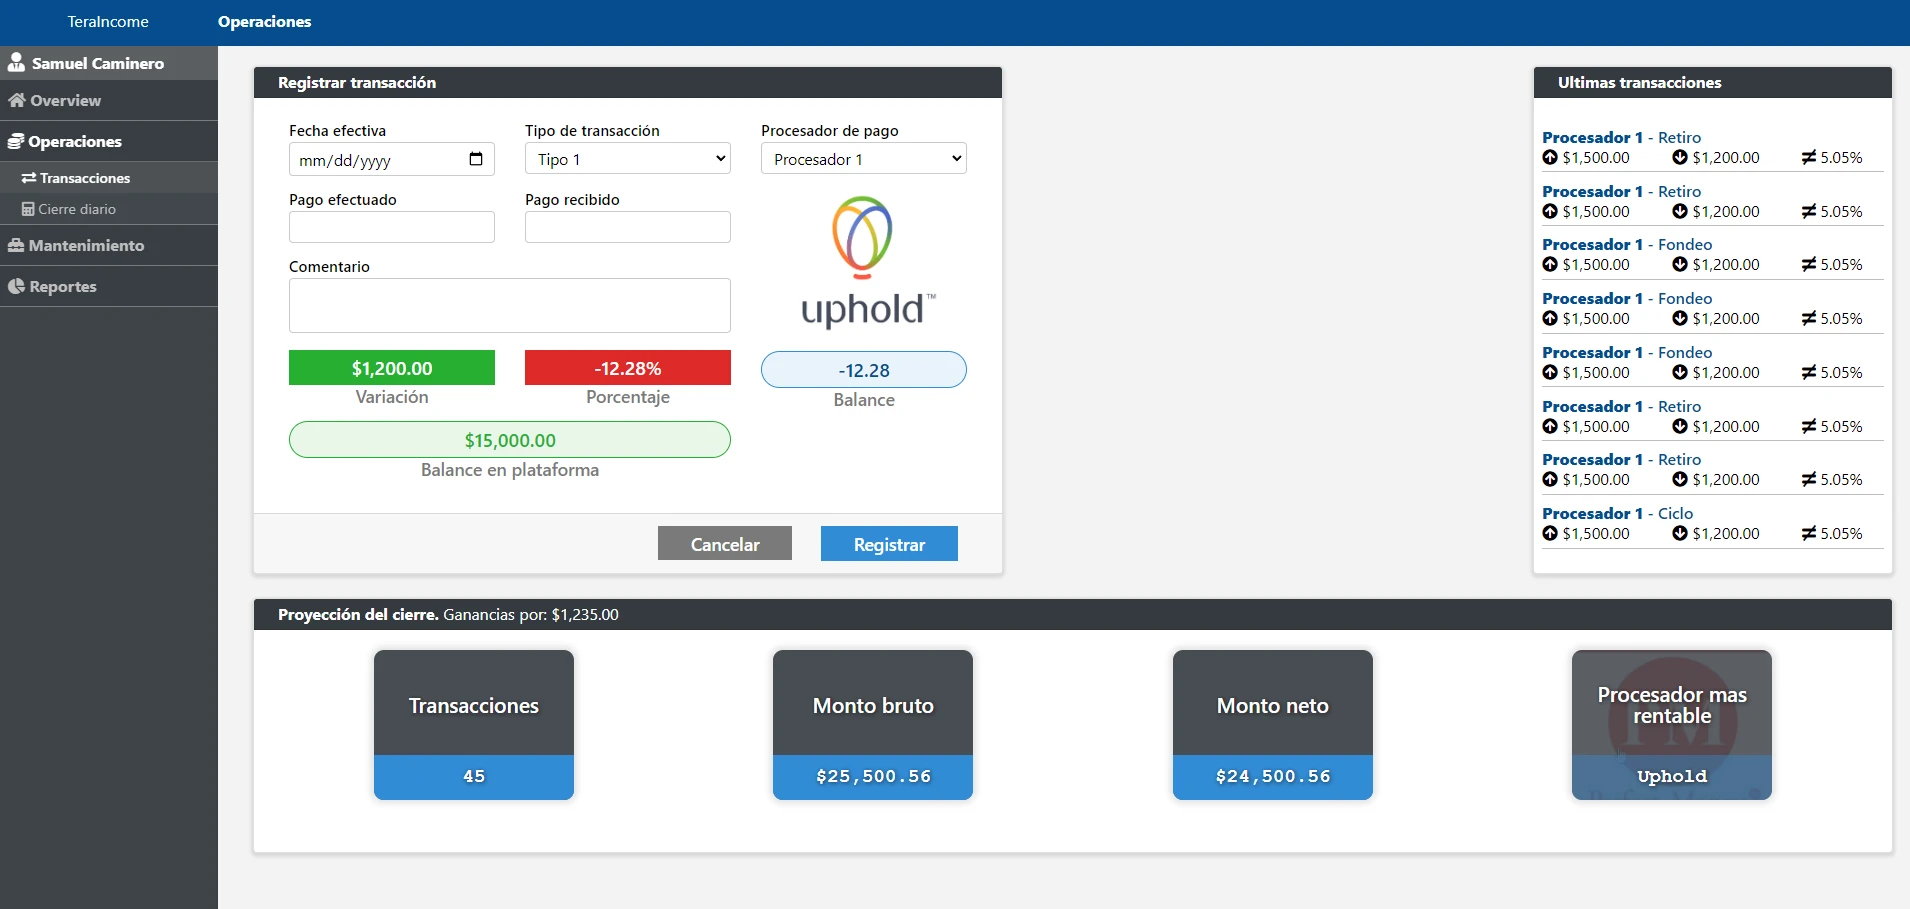 TeraIncome
Operaciones
Samuel Caminero
Overview
Operaciones
Transacciones
Cierre diario
Mantenimiento
Reportes
Registrar transacción
Fecha efectiva
Tipo de transacción
Procesador de pago
mm/dd/yyyy
Tipo 1
Procesador 1
Pago efectuado
Pago recibido
Comentario
uphold™
$1,200.00
-12.28%
-12.28
Variación
Porcentaje
Balance
$15,000.00
Balance en plataforma
Cancelar
Registrar
Ultimas transacciones
Procesador 1 - Retiro
$1,500.00 $1,200.00 ≠ 5.05%
Procesador 1 - Retiro
$1,500.00 $1,200.00 ≠ 5.05%
Procesador 1 - Fondeo
$1,500.00 $1,200.00 ≠ 5.05%
Procesador 1 - Fondeo
$1,500.00 $1,200.00 ≠ 5.05%
Procesador 1 - Fondeo
$1,500.00 $1,200.00 ≠ 5.05%
Procesador 1 - Retiro
$1,500.00 $1,200.00 ≠ 5.05%
Procesador 1 - Retiro
$1,500.00 $1,200.00 ≠ 5.05%
Procesador 1 - Ciclo
$1,500.00 $1,200.00 ≠ 5.05%
Proyección del cierre. Ganancias por: $1,235.00
Transacciones
45
Monto bruto
$25,500.56
Monto neto
$24,500.56
Procesador mas
rentable
PM
Uphold